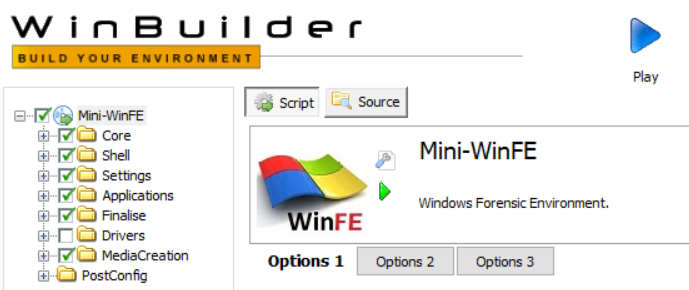 WinBuilder
BUILD YOUR ENVIRONMENT
Play
Script Source
Mini-WinFE
Core
Shell
Settings
Applications
Finalise
Drivers
MediaCreation
PostConfig
WinFE
Mini-WinFE
Windows Forensic Environment.
Options 1 Options 2 Options 3